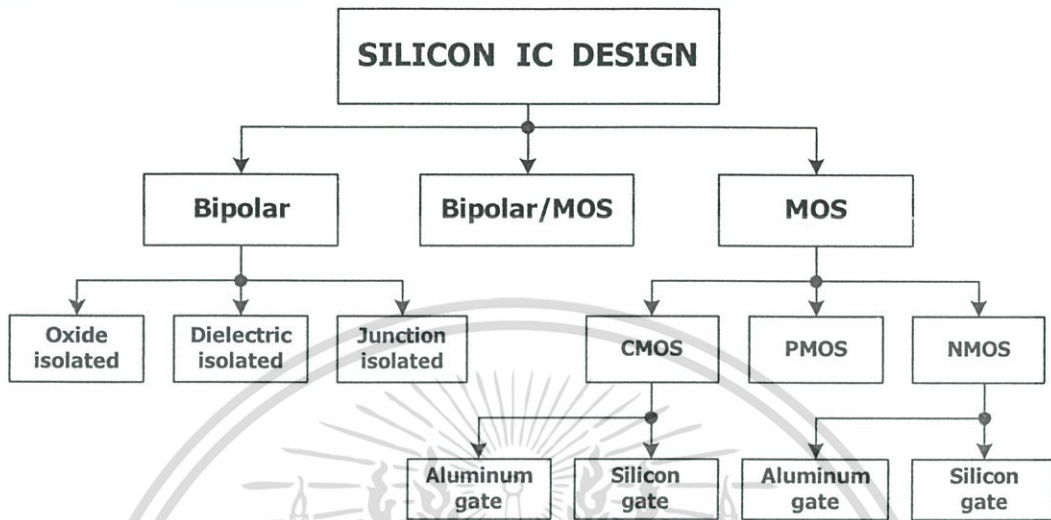 SILICON IC DESIGN
Bipolar
Bipolar/MOS
MOS
Oxide
isolated
Dielectric
isolated
Junction
isolated
CMOS
PMOS
NMOS
Aluminum
gate
Silicon
gate
Aluminum
gate
Silicon
gate